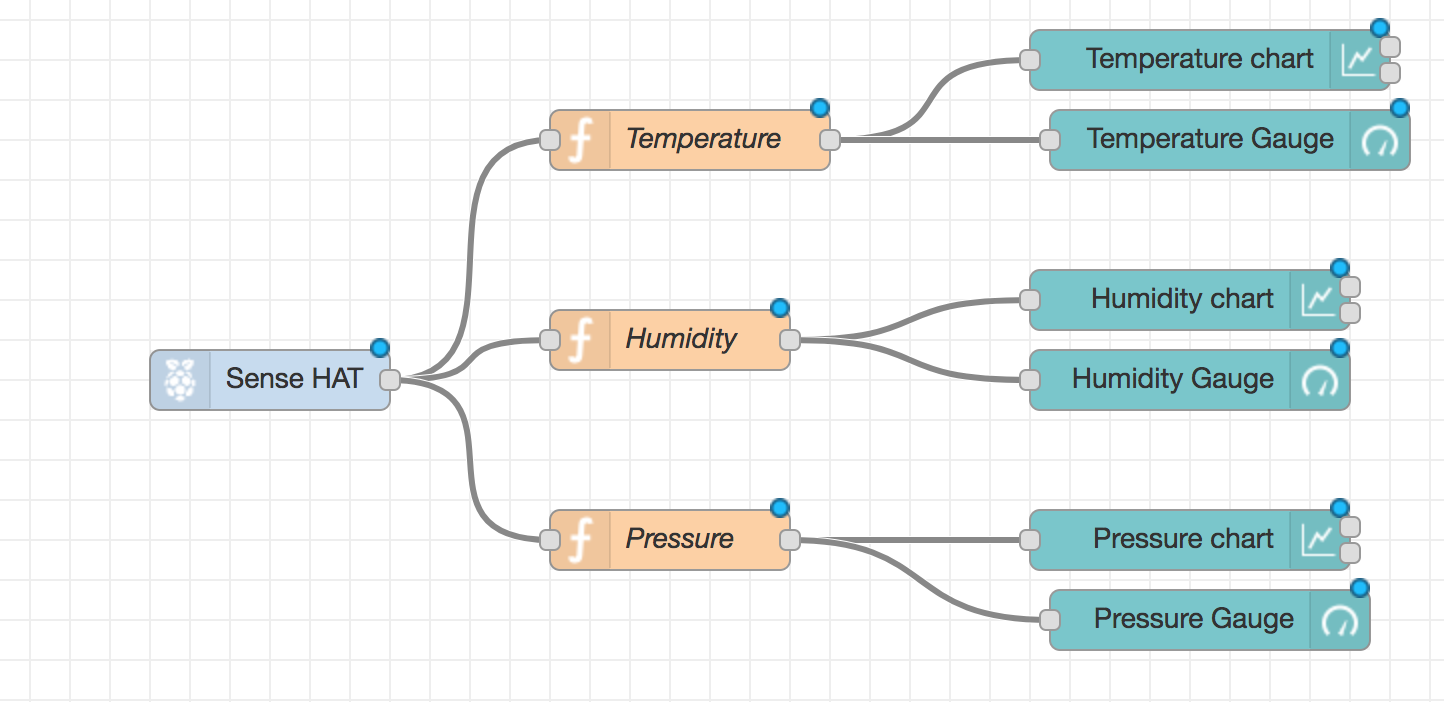 Temperature chart
Temperature
Temperature Gauge
Humidity chart
Humidity
Sense HAT
Humidity Gauge
Pressure
Pressure chart
Pressure Gauge